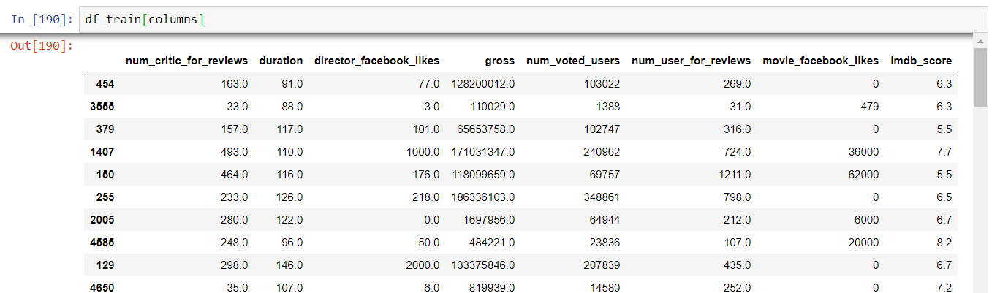 In [190]: df_train[columns]
Out[190]:
num_critic_for_reviews duration director_facebook_likes gross num_voted_users num_user_for_reviews movie_facebook_likes imdb_score
454 163.0 91.0 77.0 128200012.0 103022 269.0 0 6.3
3555 33.0 88.0 3.0 110029.0 1388 31.0 479 6.3
379 157.0 117.0 101.0 65653758.0 102747 316.0 0 5.5
1407 493.0 110.0 1000.0 171031347.0 240962 724.0 36000 7.7
150 464.0 116.0 176.0 118099659.0 69757 1211.0 62000 5.5
255 233.0 126.0 218.0 186336103.0 348861 798.0 0 6.5
2005 280.0 122.0 0.0 1697956.0 64944 212.0 6000 6.7
4585 248.0 96.0 50.0 484221.0 23836 107.0 20000 8.2
129 298.0 146.0 2000.0 133375846.0 207839 435.0 0 6.7
4650 35.0 107.0 6.0 819939.0 14580 252.0 0 7.2